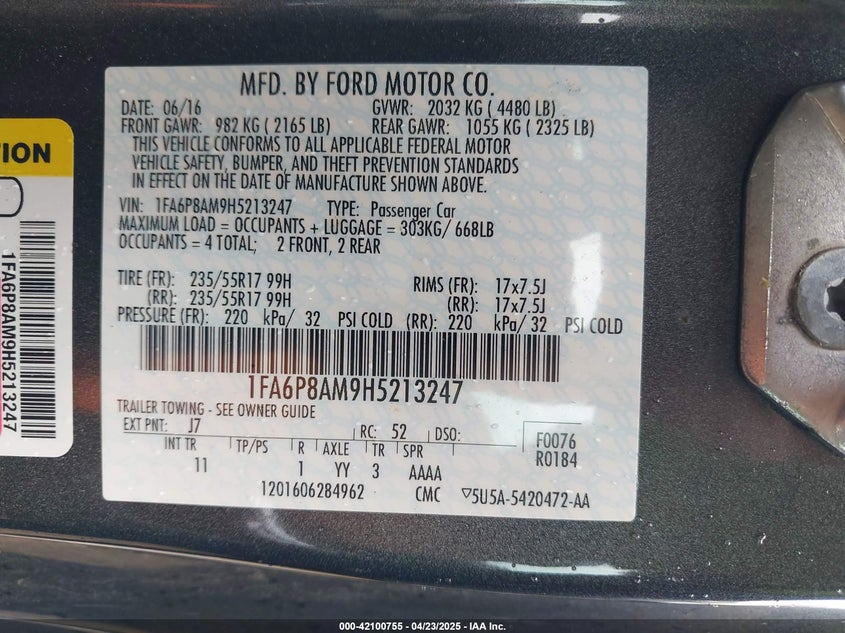 MFD. BY FORD MOTOR CO.
DATE: 06/16 GVWR: 2032 KG ( 4480 LB)
FRONT GAWR: 982 KG ( 2165 LB) REAR GAWR: 1055 KG ( 2325 LB)
THIS VEHICLE CONFORMS TO ALL APPLICABLE FEDERAL MOTOR
VEHICLE SAFETY, BUMPER, AND THEFT PREVENTION STANDARDS
IN EFFECT ON THE DATE OF MANUFACTURE SHOWN ABOVE.
VIN: 1FA6P8AM9H5213247 TYPE: Passenger Car
MAXIMUM LOAD = OCCUPANTS + LUGGAGE = 303KG/ 668LB
OCCUPANTS = 4 TOTAL; 2 FRONT, 2 REAR
TIRE (FR): 235/55R17 99H RIMS (FR): 17x7.5J
(RR): 235/55R17 99H (RR): 17x7.5J
PRESSURE (FR): 220 kPa/ 32 PSI COLD (RR): 220 kPa/ 32 PSI COLD
1FA6P8AM9H5213247
TRAILER TOWING - SEE OWNER GUIDE
EXT PNT: J7 RC: 52 DSO: F0076
INT TR TP/PS R AXLE TR SPR R0184
11 1 YY 3 AAAA
1201606284962 CMC ▽5U5A-5420472-AA
TION
1FA6P8AM9H5213247
000-42100755 - 04/23/2025 - IAA Inc.